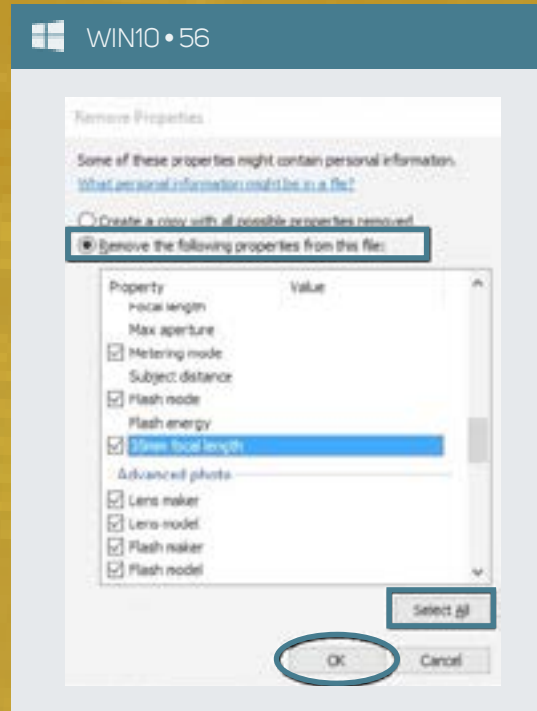 WIN10 • 56
Remove Properties
Some of these properties might contain personal information.
What personal information might be in a file?
Create a copy with all possible properties removed
Remove the following properties from this file:
Property Value
Focal length
Max aperture
Metering mode
Subject distance
Flash mode
Flash energy
35mm focal length
Advanced photo
Lens maker
Lens model
Flash maker
Flash model
Select All
OK Cancel